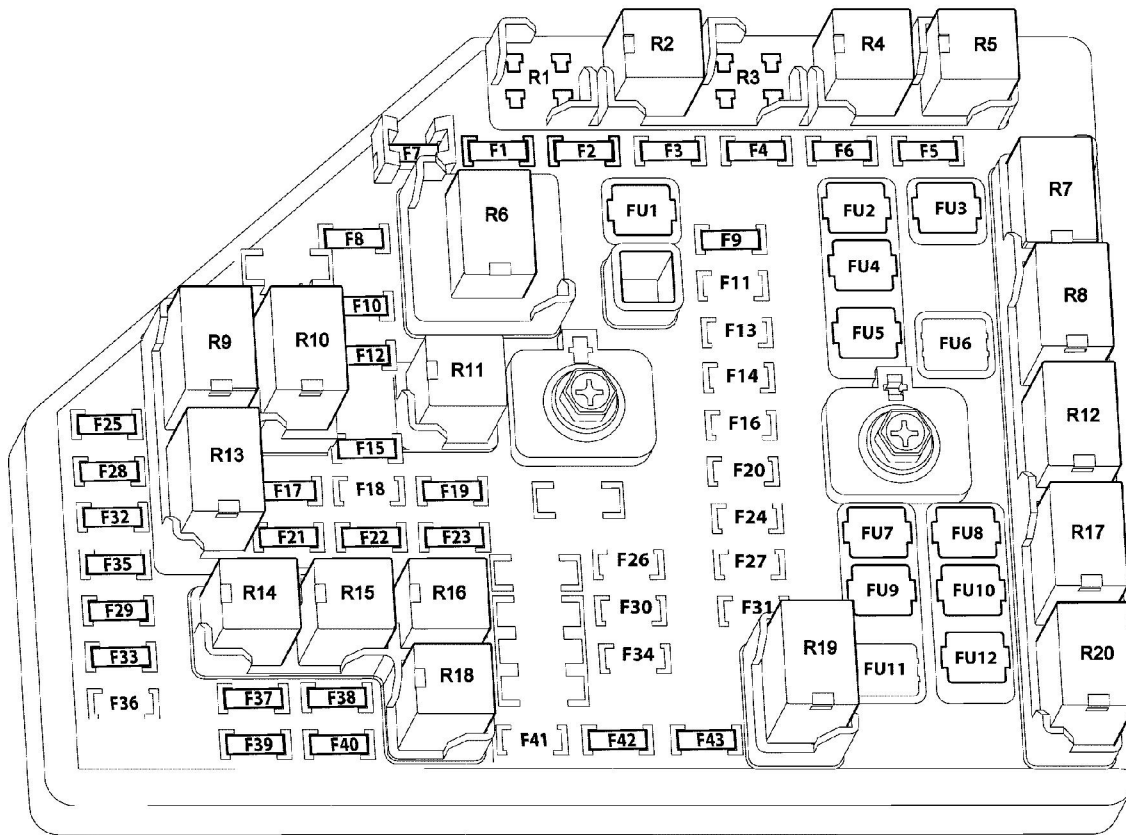 R1 R2 R3 R4 R5
F7 F1 F2 F3 F4 F6 F5
R6 FU1 FU2 FU3 R7
F8 F9
F11 FU4 R8
F10
R9 R10 F12 R11 F13 FU5 FU6
F14
F25 F16 R12
R13 F15
F28 F20
F17 F18 F19
F32 F24 FU7 FU8 R17
F21 F22 F23
F35 F26 F27
R14 R15 R16 FU9 FU10
F29 F30 F31
F33 F34 R19 FU11 FU12 R20
R18
F36 F37 F38
F39 F40 F41 F42 F43